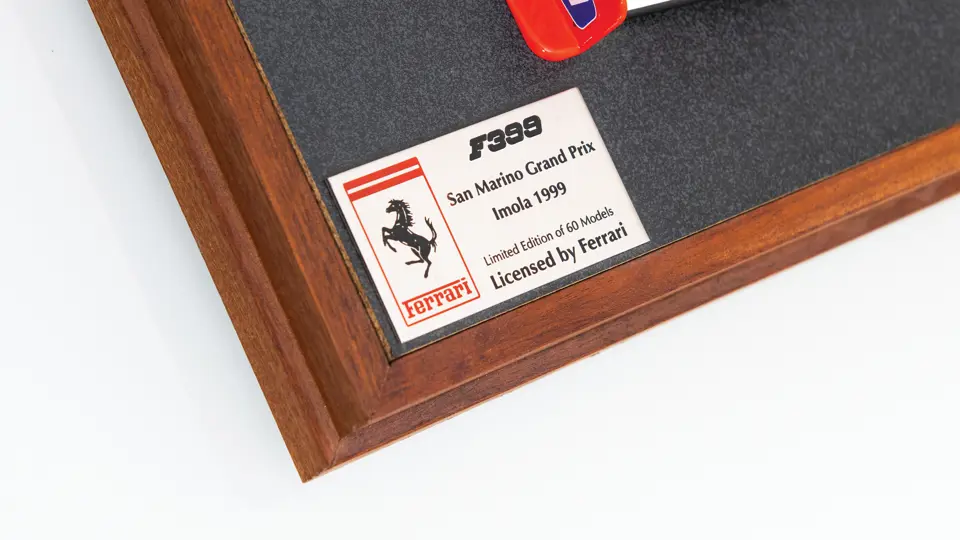 F399
San Marino Grand Prix
Imola 1999
Limited Edition of 60 Models
Licensed by Ferrari
Ferrari